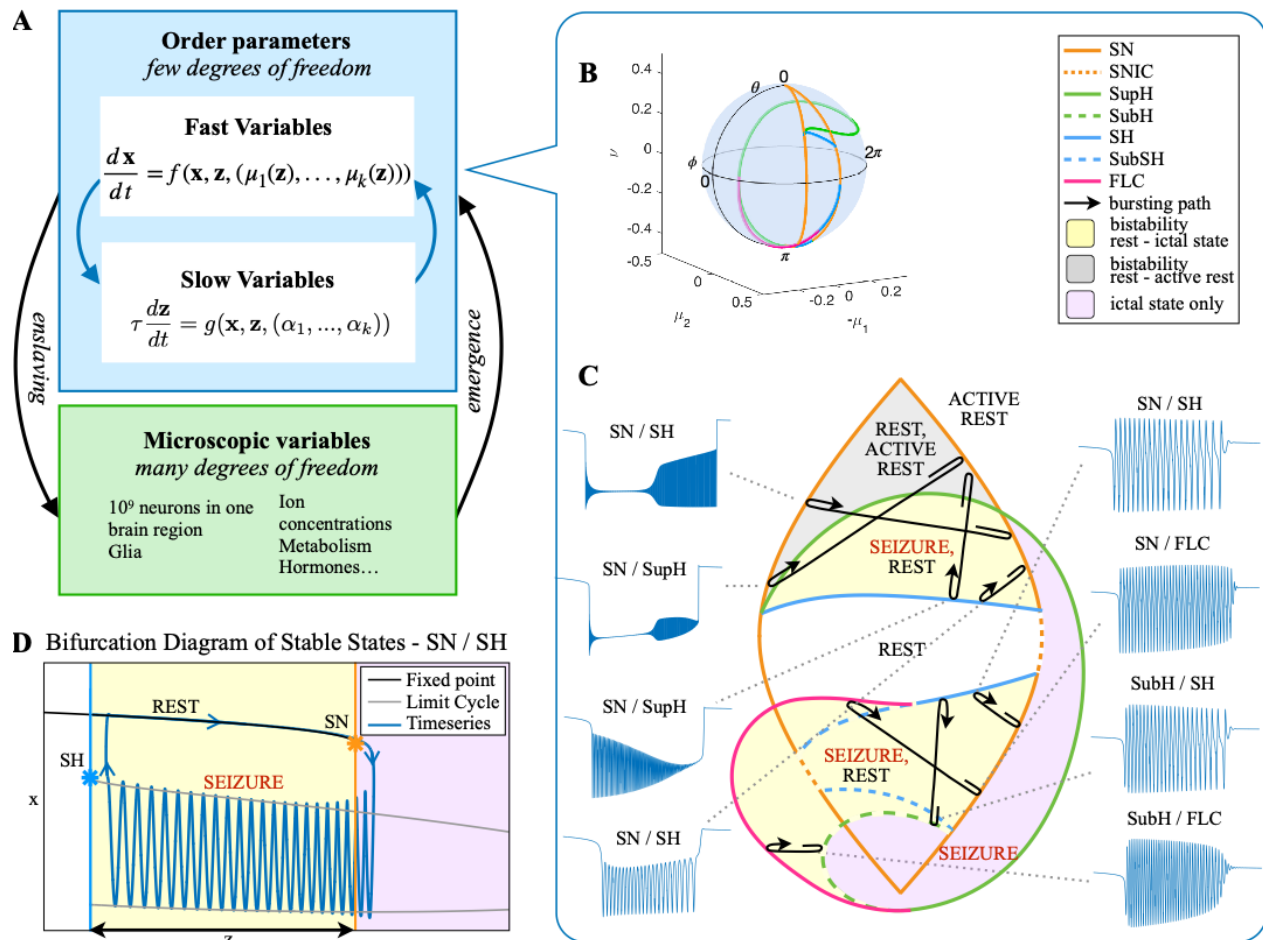 A
Order parameters
few degrees of freedom
Fast Variables
dx/dt = f(x, z, (μ1(z), . . . , μk(z)))
Slow Variables
τ dz/dt = g(x, z, (α1, ..., αk))
enslaving
emergence
Microscopic variables
many degrees of freedom
10⁹ neurons in one
brain region
Glia
Ion
concentrations
Metabolism
Hormones…
B
0.4
0.2
0
-0.2
-0.4
ν
-0.5
0
0.5
μ2
-0.2
0
0.2
-μ1
θ
0
ϕ
0
2π
π
SN
SNIC
SupH
SubH
SH
SubSH
FLC
bursting path
bistability
rest - ictal state
bistability
rest - active rest
ictal state only
C
SN / SH
SN / SupH
SN / SupH
SN / SH
ACTIVE
REST
REST,
ACTIVE
REST
SEIZURE,
REST
REST
SEIZURE,
REST
SEIZURE
SN / SH
SN / FLC
SubH / SH
SubH / FLC
D Bifurcation Diagram of Stable States - SN / SH
Fixed point
Limit Cycle
Timeseries
REST
SN
SH
SEIZURE
x
z